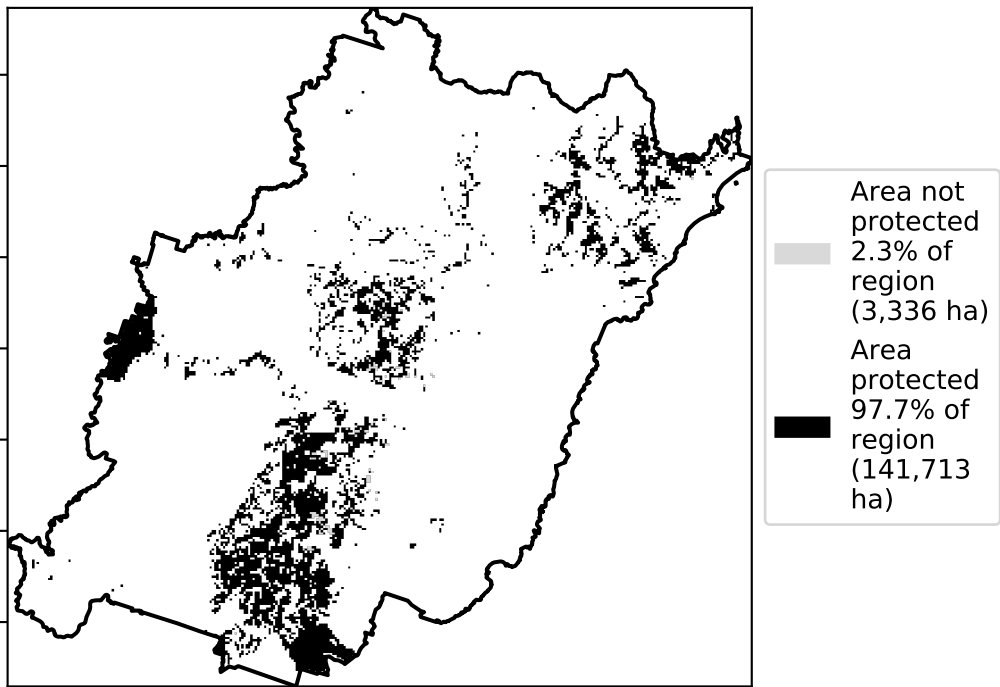 Area not
protected
2.3% of
region
(3,336 ha)
Area
protected
97.7% of
region
(141,713
ha)